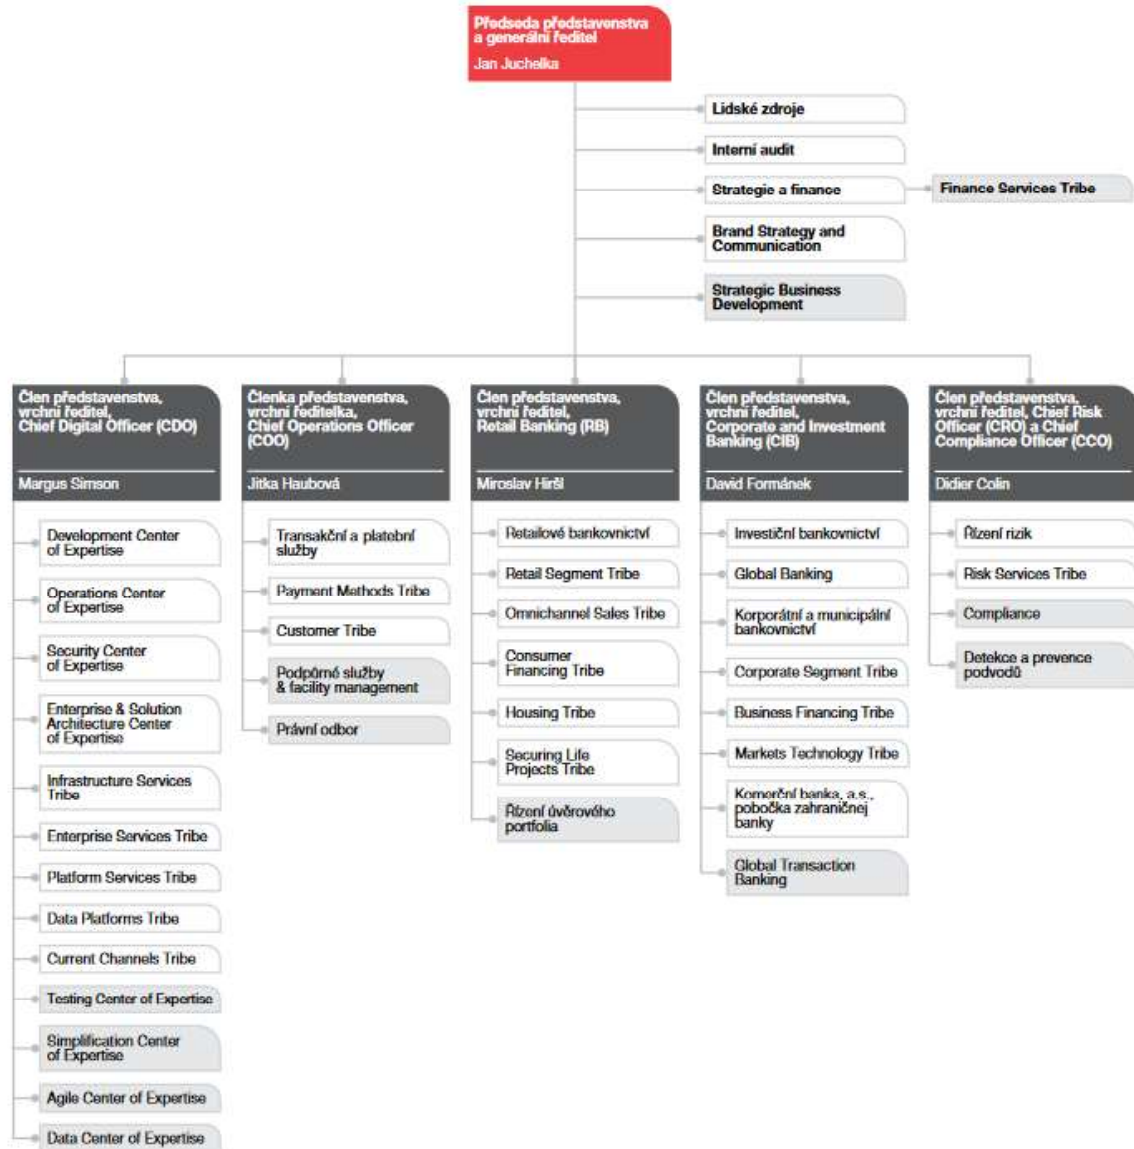 Předseda představenstva
a generální ředitel
Jan Juchelka
Lidské zdroje
Interní audit
Strategie a finance
Finance Services Tribe
Brand Strategy and
Communication
Strategic Business
Development
Člen představenstva,
vrchní ředitel,
Chief Digital Officer (CDO)
Margus Simson
Development Center
of Expertise
Operations Center
of Expertise
Security Center
of Expertise
Enterprise & Solution
Architecture Center
of Expertise
Infrastructure Services
Tribe
Enterprise Services Tribe
Platform Services Tribe
Data Platforms Tribe
Current Channels Tribe
Testing Center of Expertise
Simplification Center
of Expertise
Agile Center of Expertise
Data Center of Expertise
Členka představenstva,
vrchní ředitelka,
Chief Operations Officer
(COO)
Jitka Haubová
Transakční a platební
služby
Payment Methods Tribe
Customer Tribe
Podpůrné služby
& facility management
Právní odbor
Člen představenstva,
vrchní ředitel,
Retail Banking (RB)
Miroslav Hiršl
Retailové bankovnictví
Retail Segment Tribe
Omnichannel Sales Tribe
Consumer
Financing Tribe
Housing Tribe
Securing Life
Projects Tribe
Řízení úvěrového
portfolia
Člen představenstva,
vrchní ředitel,
Corporate and Investment
Banking (CIB)
David Formánek
Investiční bankovnictví
Global Banking
Korporátní a municipální
bankovnictví
Corporate Segment Tribe
Business Financing Tribe
Markets Technology Tribe
Komerční banka, a.s.,
pobočka zahraničnej
banky
Global Transaction
Banking
Člen představenstva,
vrchní ředitel, Chief Risk
Officer (CRO) a Chief
Compliance Officer (CCO)
Didier Colin
Řízení rizik
Risk Services Tribe
Compliance
Detekce a prevence
podvodů